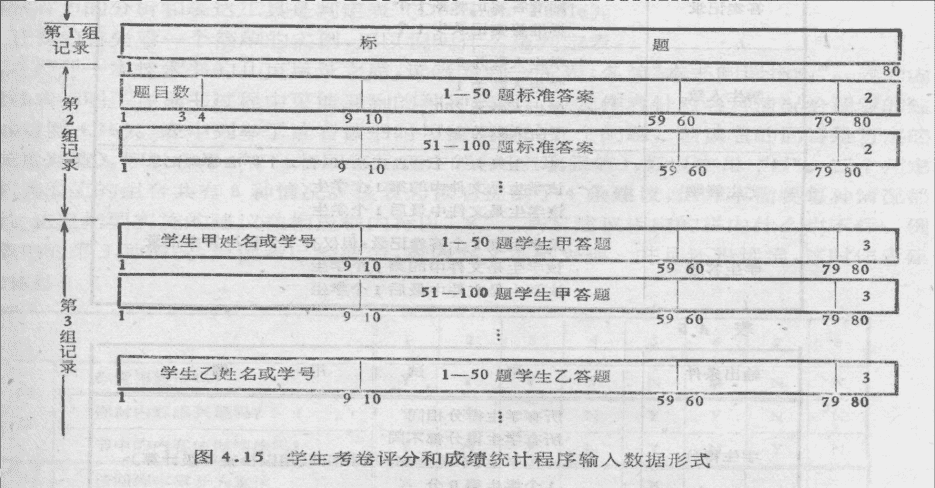 第1组
记录
标 题
1 80
题目数 1—50题标准答案 2
1 3 4 9 10 59 60 79 80
51—100题标准答案 2
1 9 10 59 60 79 80
⋮
第2组记录
学生甲姓名或学号 1—50题学生甲答题 3
1 9 10 59 60 79 80
51—100题学生甲答题 3
1 9 10 59 60 79 80
⋮
第3组记录
学生乙姓名或学号 1—50题学生乙答题 3
1 9 10 59 60 79 80
⋮
图 4.15 学生考卷评分和成绩统计程序输入数据形式